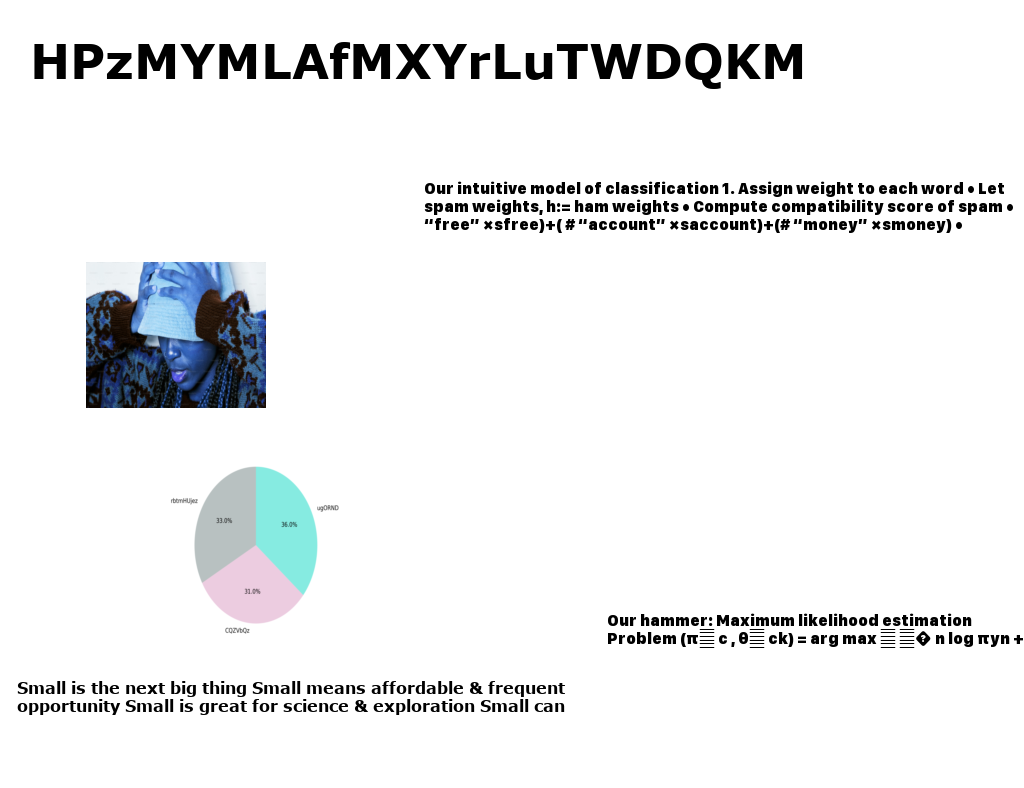 HPzMYMLAfMXYrLuTWDQKM
Our intuitive model of classification 1. Assign weight to each word • Let
spam weights, h:= ham weights • Compute compatibility score of spam •
“free” ×sfree)+( # “account” ×saccount)+(# “money” ×smoney) •
rbtmHUjez
ugORND
33.0%
36.0%
31.0%
CQZVbQz
Our hammer: Maximum likelihood estimation
Problem (π c , θ ck) = arg max n log πyn +
Small is the next big thing Small means affordable & frequent
opportunity Small is great for science & exploration Small can